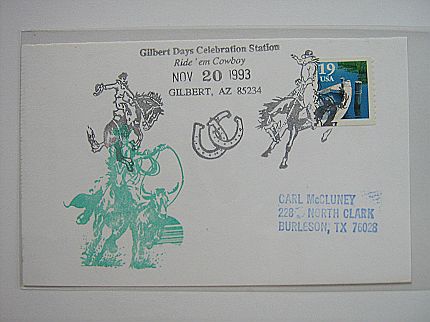 Gilbert Days Celebration Station
Ride 'em Cowboy
NOV 20 1993
GILBERT, AZ 85234
19
USA
CARL McCLUNEY
NORTH CLARK
BURLESON, TX 76028